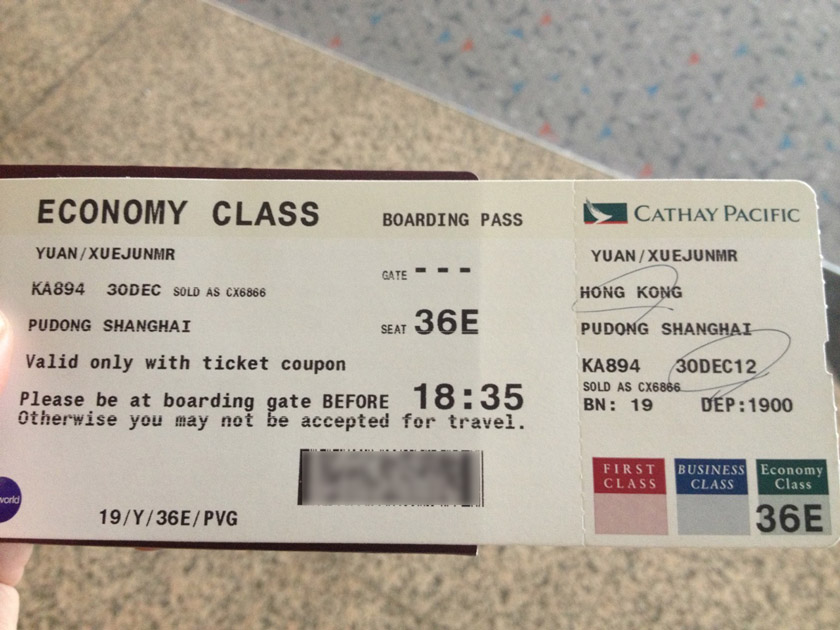 ECONOMY CLASS
BOARDING PASS
YUAN/XUEJUNMR
GATE ---
KA894 30DEC SOLD AS CX6866
PUDONG SHANGHAI
SEAT 36E
Valid only with ticket coupon
Please be at boarding gate BEFORE 18:35
Otherwise you may not be accepted for travel.
world
19/Y/36E/PVG
CATHAY PACIFIC
YUAN/XUEJUNMR
HONG KONG
PUDONG SHANGHAI
KA894 30DEC12
SOLD AS CX6866
BN: 19 DEP:1900
FIRST CLASS
BUSINESS CLASS
Economy Class
36E